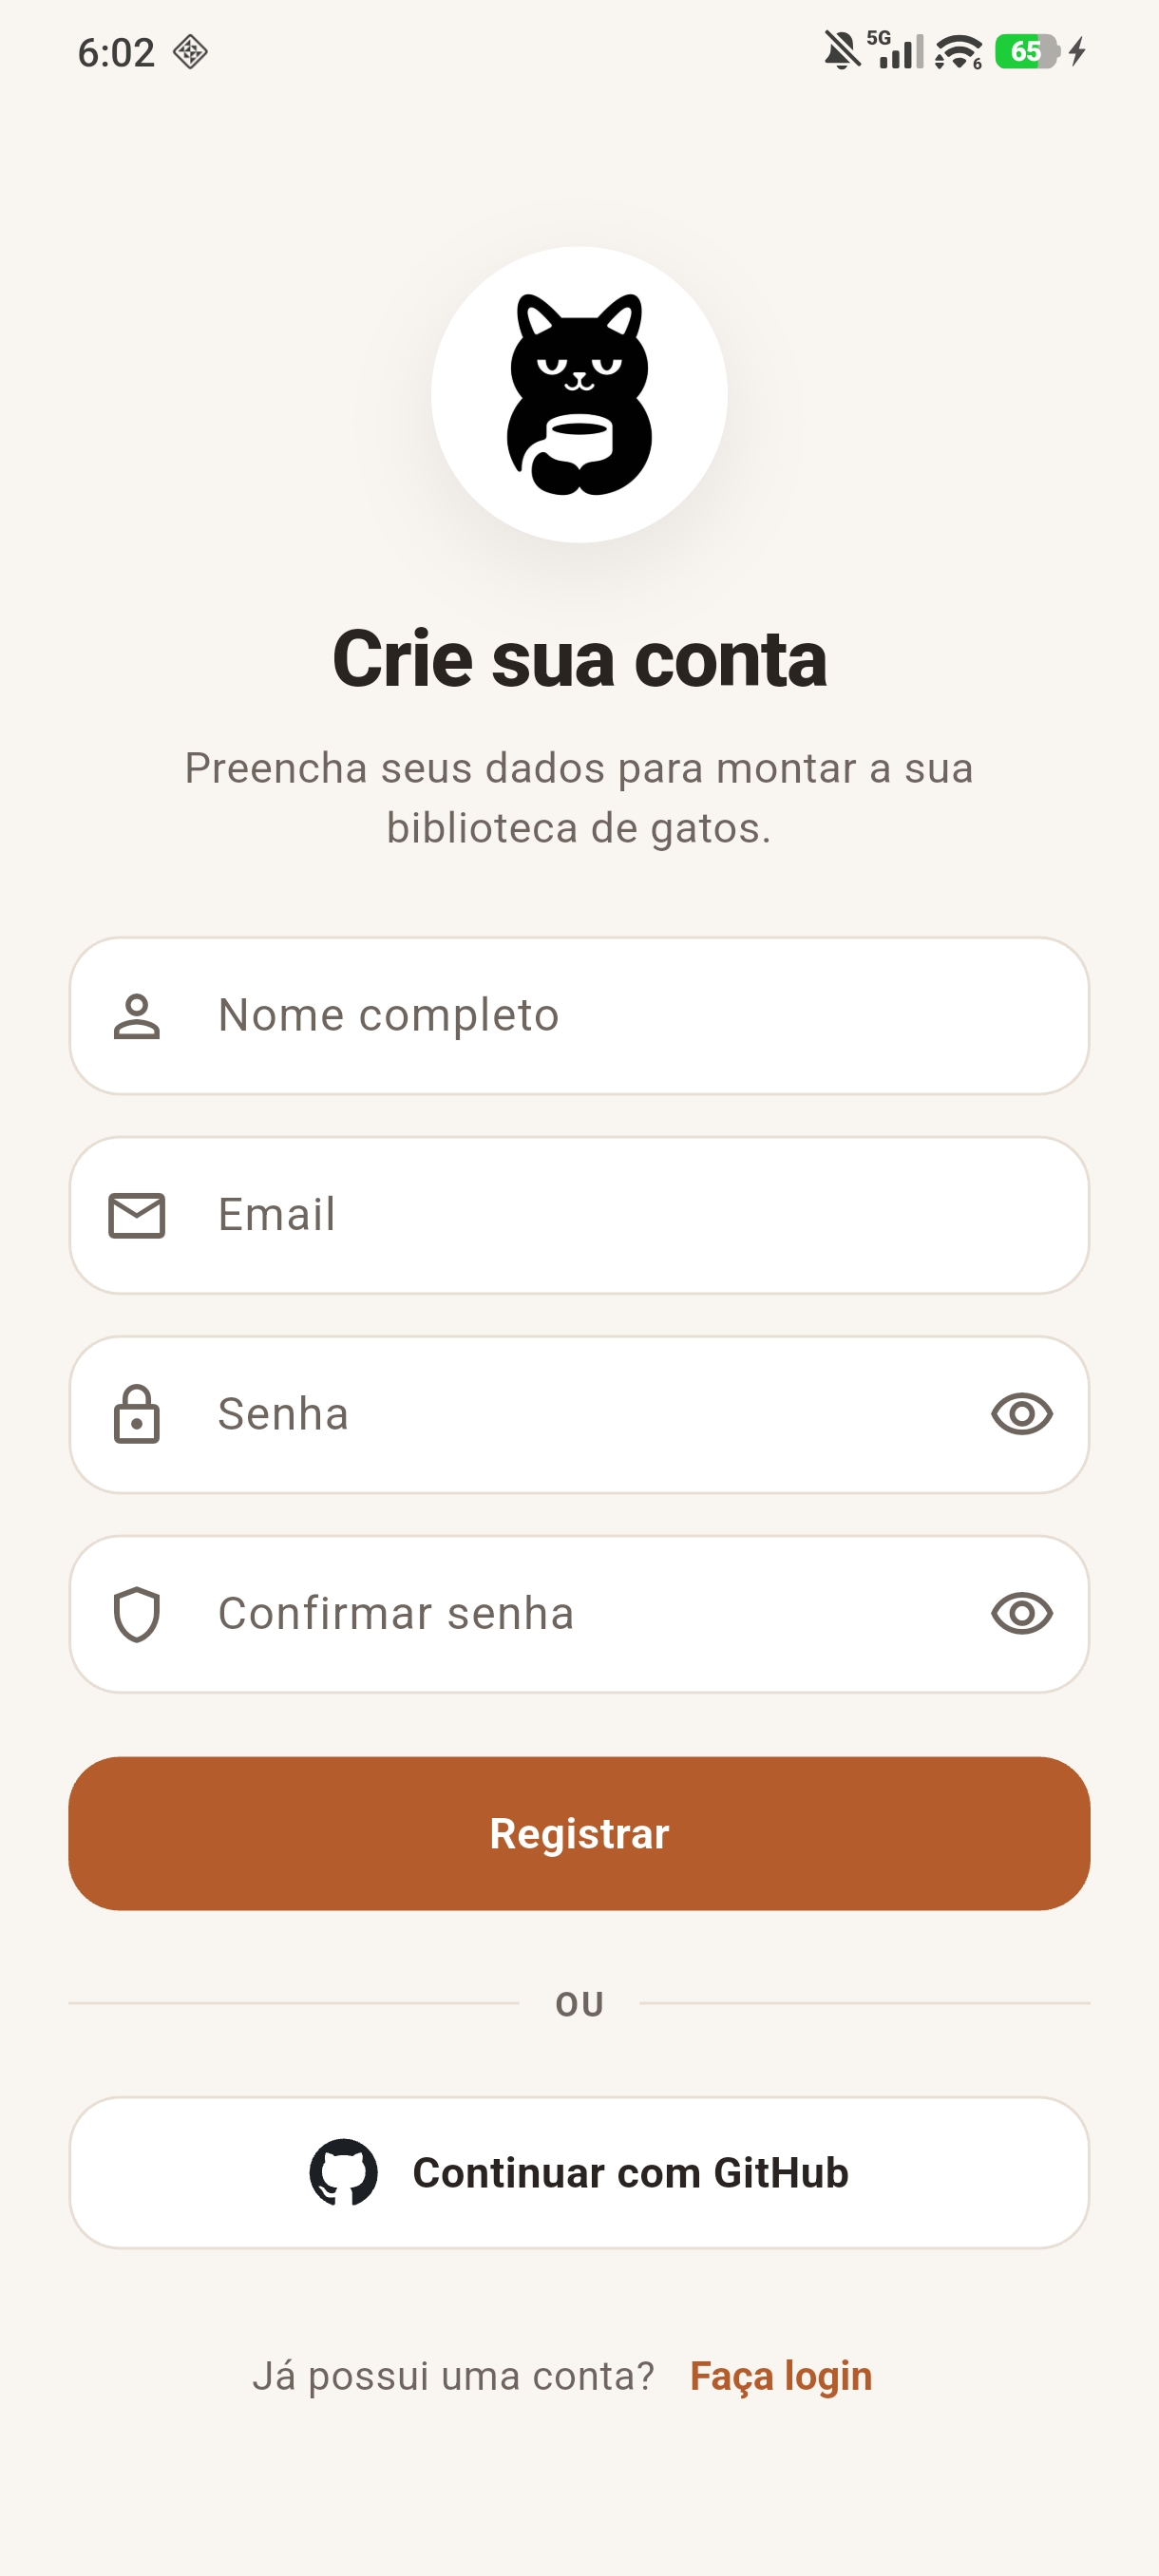 6:02
5G
6
65
Crie sua conta
Preencha seus dados para montar a sua
biblioteca de gatos.
Nome completo
Email
Senha
Confirmar senha
Registrar
OU
Continuar com GitHub
Já possui uma conta? Faça login